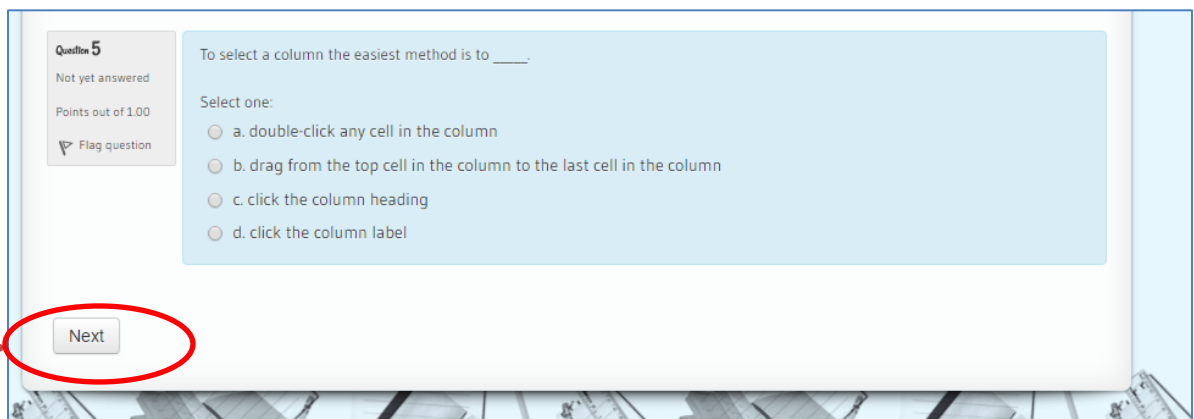 Question 5
Not yet answered
Points out of 1.00
Flag question
To select a column the easiest method is to _____.
Select one:
a. double-click any cell in the column
b. drag from the top cell in the column to the last cell in the column
c. click the column heading
d. click the column label
Next